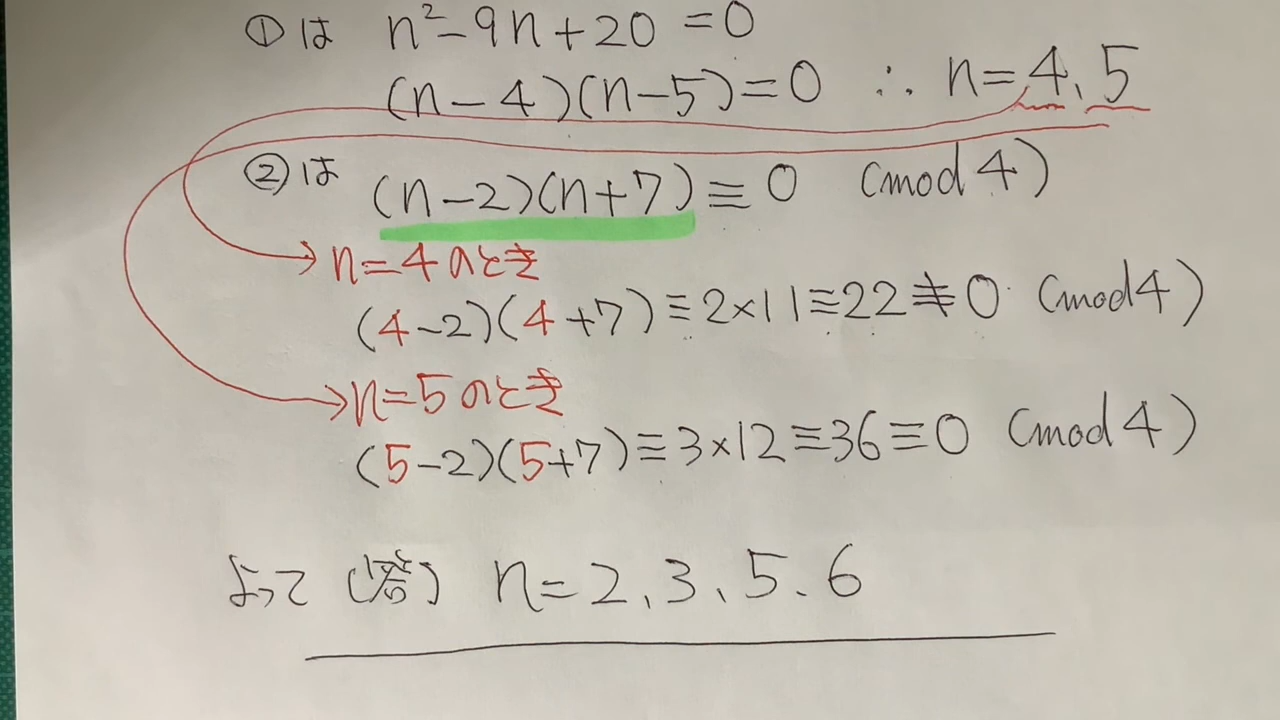 ①は n²-9n+20=0
(n-4)(n-5)=0 ∴ n=4、5
②は (n-2)(n+7)≡0 (mod 4)
n=4のとき
(4-2)(4+7)≡2×11≡22≢0 (mod4)
n=5のとき
(5-2)(5+7)≡3×12≡36≡0 (mod 4)
よって (答) n=2、3、5、6